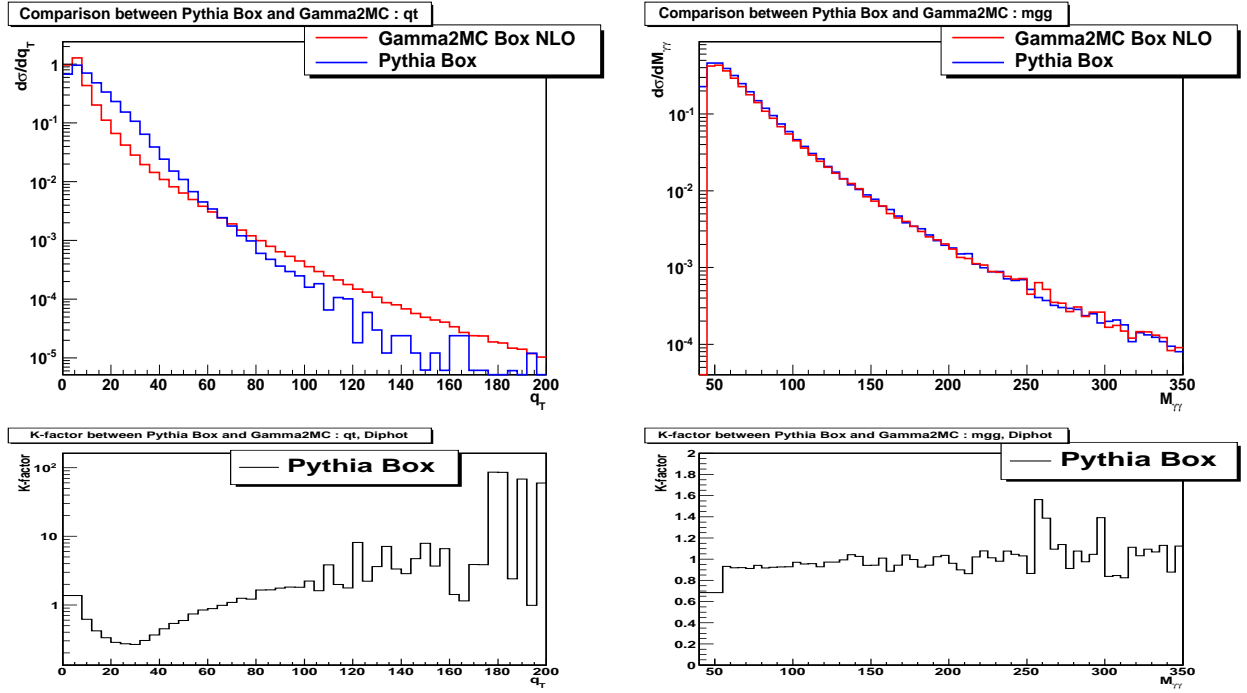 Comparison between Pythia Box and Gamma2MC : qt
Gamma2MC Box NLO
Pythia Box
dσ/dq_T
1
10^-1
10^-2
10^-3
10^-4
10^-5
0 20 40 60 80 100 120 140 160 180 200
q_T
Comparison between Pythia Box and Gamma2MC : mgg
Gamma2MC Box NLO
Pythia Box
dσ/dM_γγ
10^-1
10^-2
10^-3
10^-4
50 100 150 200 250 300 350
M_γγ
K-factor between Pythia Box and Gamma2MC : qt, Diphot
Pythia Box
K-factor
10^2
10
1
0 20 40 60 80 100 120 140 160 180 200
q_T
K-factor between Pythia Box and Gamma2MC : mgg, Diphot
Pythia Box
K-factor
2
1.8
1.6
1.4
1.2
1
0.8
0.6
0.4
0.2
0
50 100 150 200 250 300 350
M_γγ